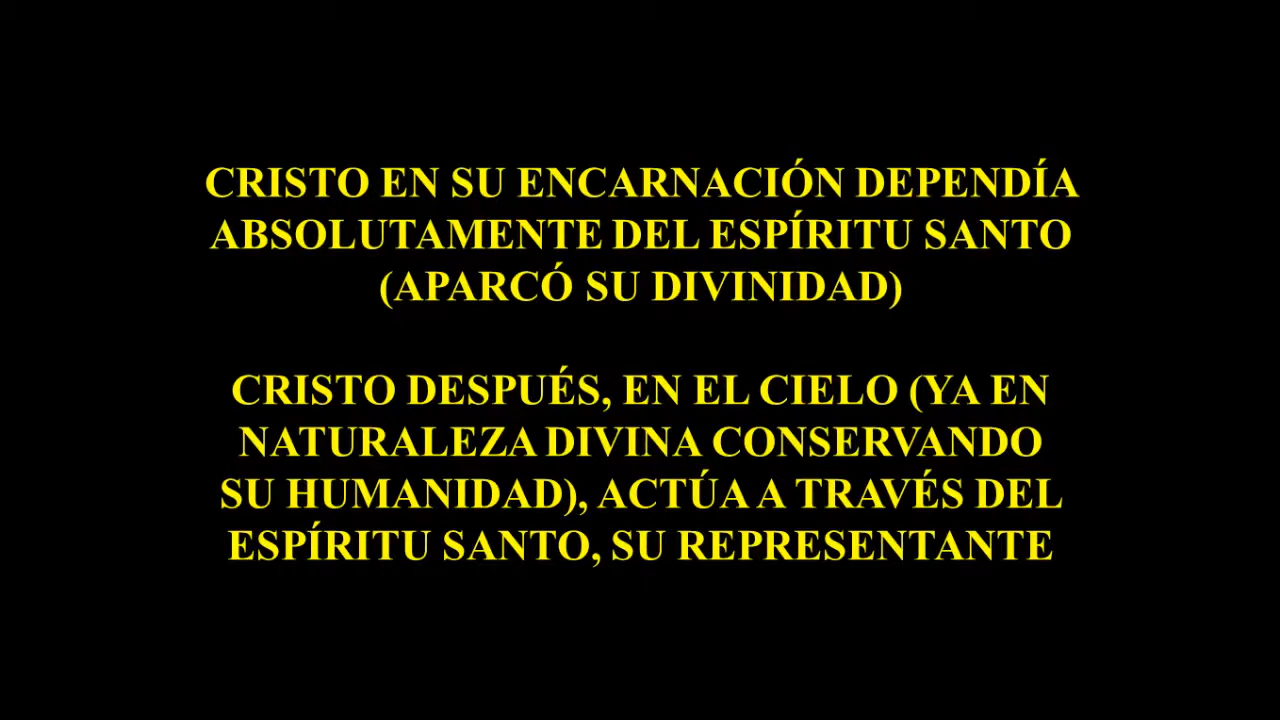 CRISTO EN SU ENCARNACIÓN DEPENDÍA
ABSOLUTAMENTE DEL ESPÍRITU SANTO
(APARCÓ SU DIVINIDAD)
CRISTO DESPUÉS, EN EL CIELO (YA EN
NATURALEZA DIVINA CONSERVANDO
SU HUMANIDAD), ACTÚA A TRAVÉS DEL
ESPÍRITU SANTO, SU REPRESENTANTE